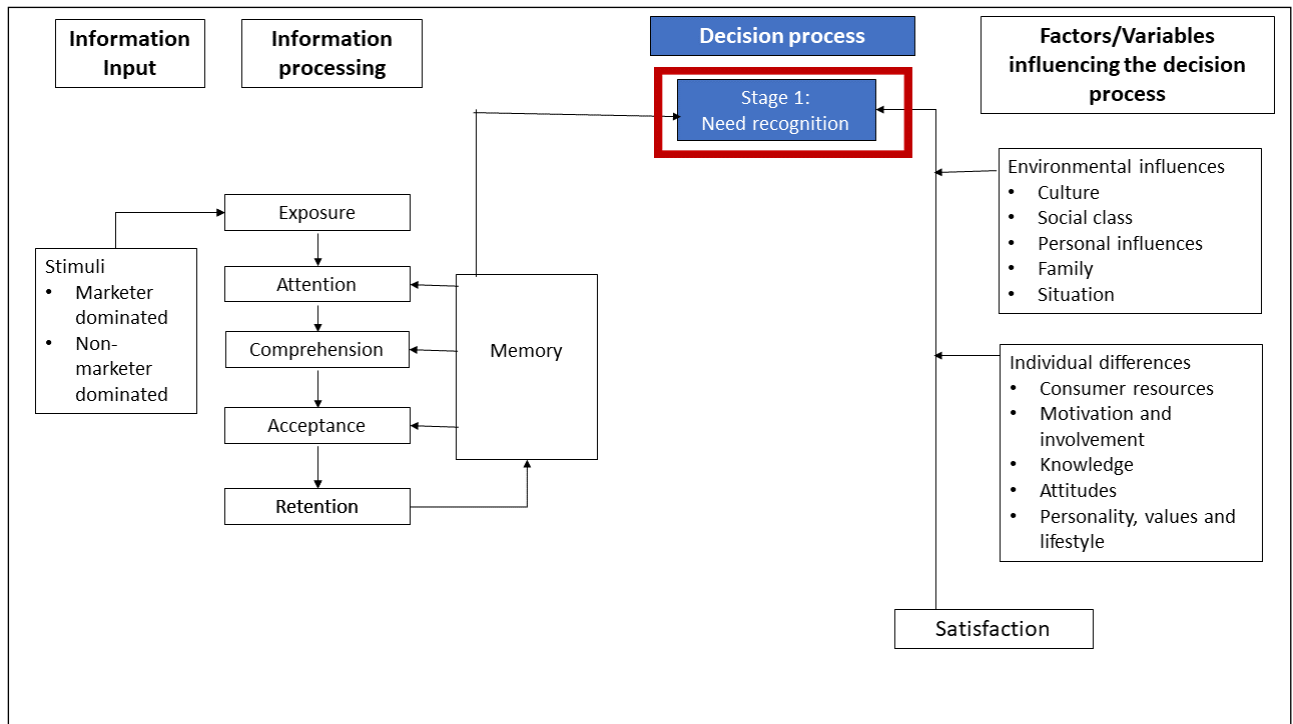 Information
Input
Information
processing
Decision process
Factors/Variables
influencing the decision
process
Stage 1:
Need recognition
Environmental influences
• Culture
• Social class
• Personal influences
• Family
• Situation
Exposure
Stimuli
• Marketer
dominated
• Non-
marketer
dominated
Attention
Comprehension
Acceptance
Retention
Memory
Individual differences
• Consumer resources
• Motivation and
involvement
• Knowledge
• Attitudes
• Personality, values and
lifestyle
Satisfaction